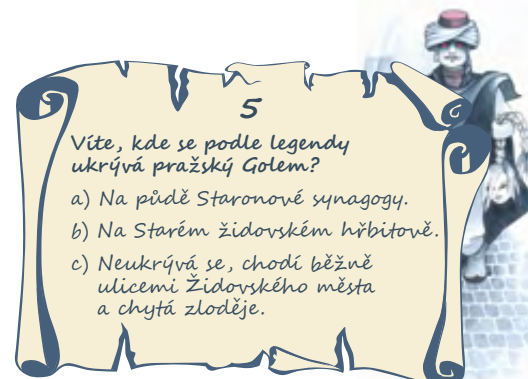 5
Víte, kde se podle legendy
ukrývá pražský Golem?
a) Na půdě Staronové synagogy.
b) Na Starém židovském hřbitově.
c) Neukrývá se, chodí běžně
ulicemi Židovského města
a chytá zloděje.